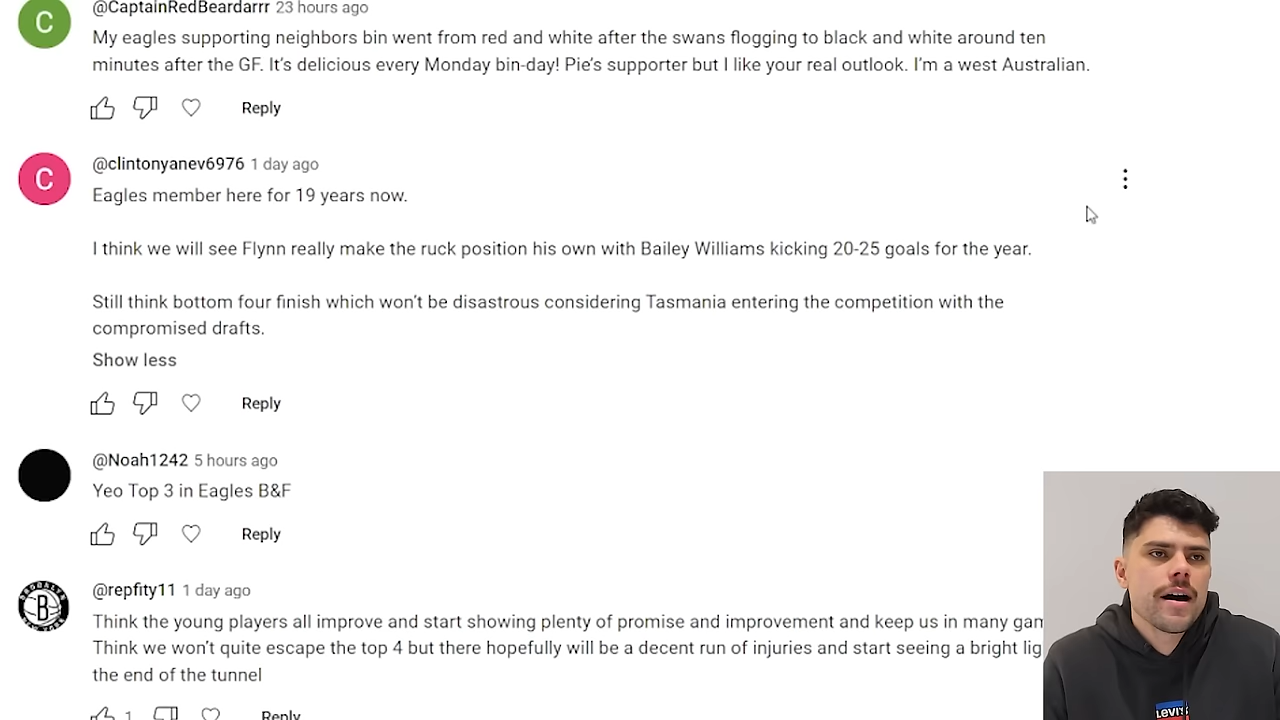 @CaptainRedBeardarrr 23 hours ago
C
My eagles supporting neighbors bin went from red and white after the swans flogging to black and white around ten
minutes after the GF. It's delicious every Monday bin-day! Pie's supporter but I like your real outlook. I'm a west Australian.
Reply
@clintonyanev6976 1 day ago
C
Eagles member here for 19 years now.
I think we will see Flynn really make the ruck position his own with Bailey Williams kicking 20-25 goals for the year.
Still think bottom four finish which won't be disastrous considering Tasmania entering the competition with the
compromised drafts.
Show less
Reply
@Noah1242 5 hours ago
Yeo Top 3 in Eagles B&F
Reply
@repfity11 1 day ago
BROOKLYN
B
NEW YORK
Think the young players all improve and start showing plenty of promise and improvement and keep us in many
Think we won't quite escape the top 4 but there hopefully will be a decent run of injuries and start seeing a bright
the end of the tunnel
1
Reply
LEVI'S